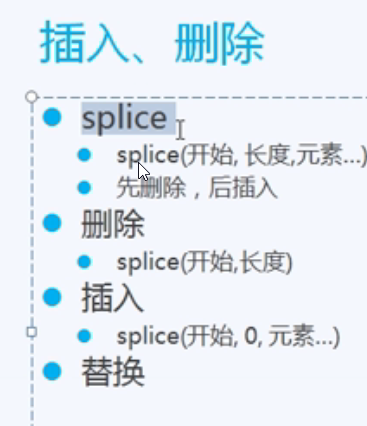 插入、删除
splice
splice(开始, 长度,元素...)
先删除，后插入
删除
splice(开始,长度)
插入
splice(开始, 0, 元素...)
替换